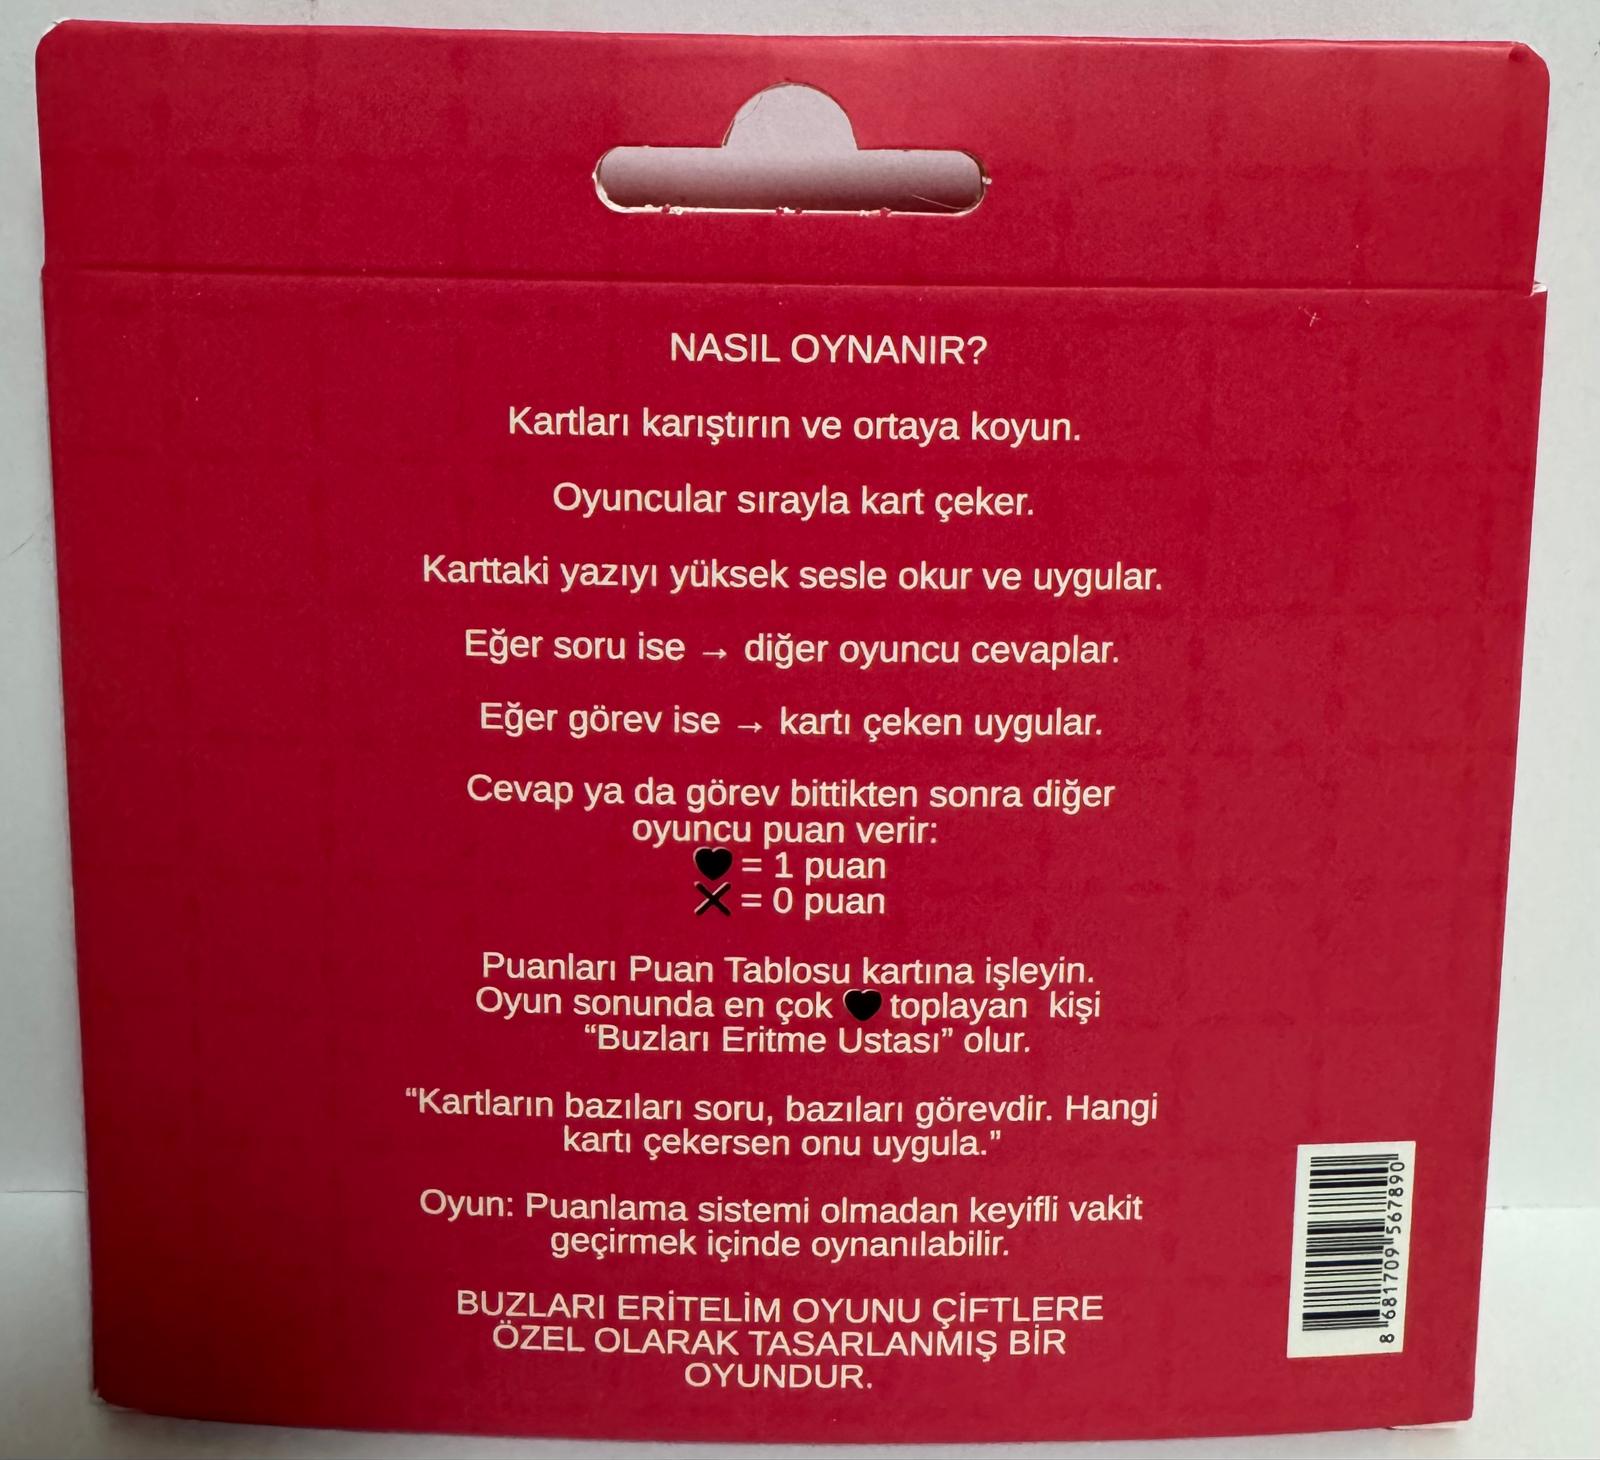 NASIL OYNANIR?
Kartları karıştırın ve ortaya koyun.
Oyuncular sırayla kart çeker.
Karttaki yazıyı yüksek sesle okur ve uygular.
Eğer soru ise → diğer oyuncu cevaplar.
Eğer görev ise → kartı çeken uygular.
Cevap ya da görev bittikten sonra diğer
oyuncu puan verir:
🖤 = 1 puan
❌ = 0 puan
Puanları Puan Tablosu kartına işleyin.
Oyun sonunda en çok 🖤 toplayan kişi
“Buzları Eritme Ustası” olur.
“Kartların bazıları soru, bazıları görevdir. Hangi
kartı çekersen onu uygula.”
Oyun: Puanlama sistemi olmadan keyifli vakit
geçirmek içinde oynanılabilir.
BUZLARI ERİTELİM OYUNU ÇİFTLERE
ÖZEL OLARAK TASARLANMIŞ BİR
OYUNDUR.
8 681709 567890